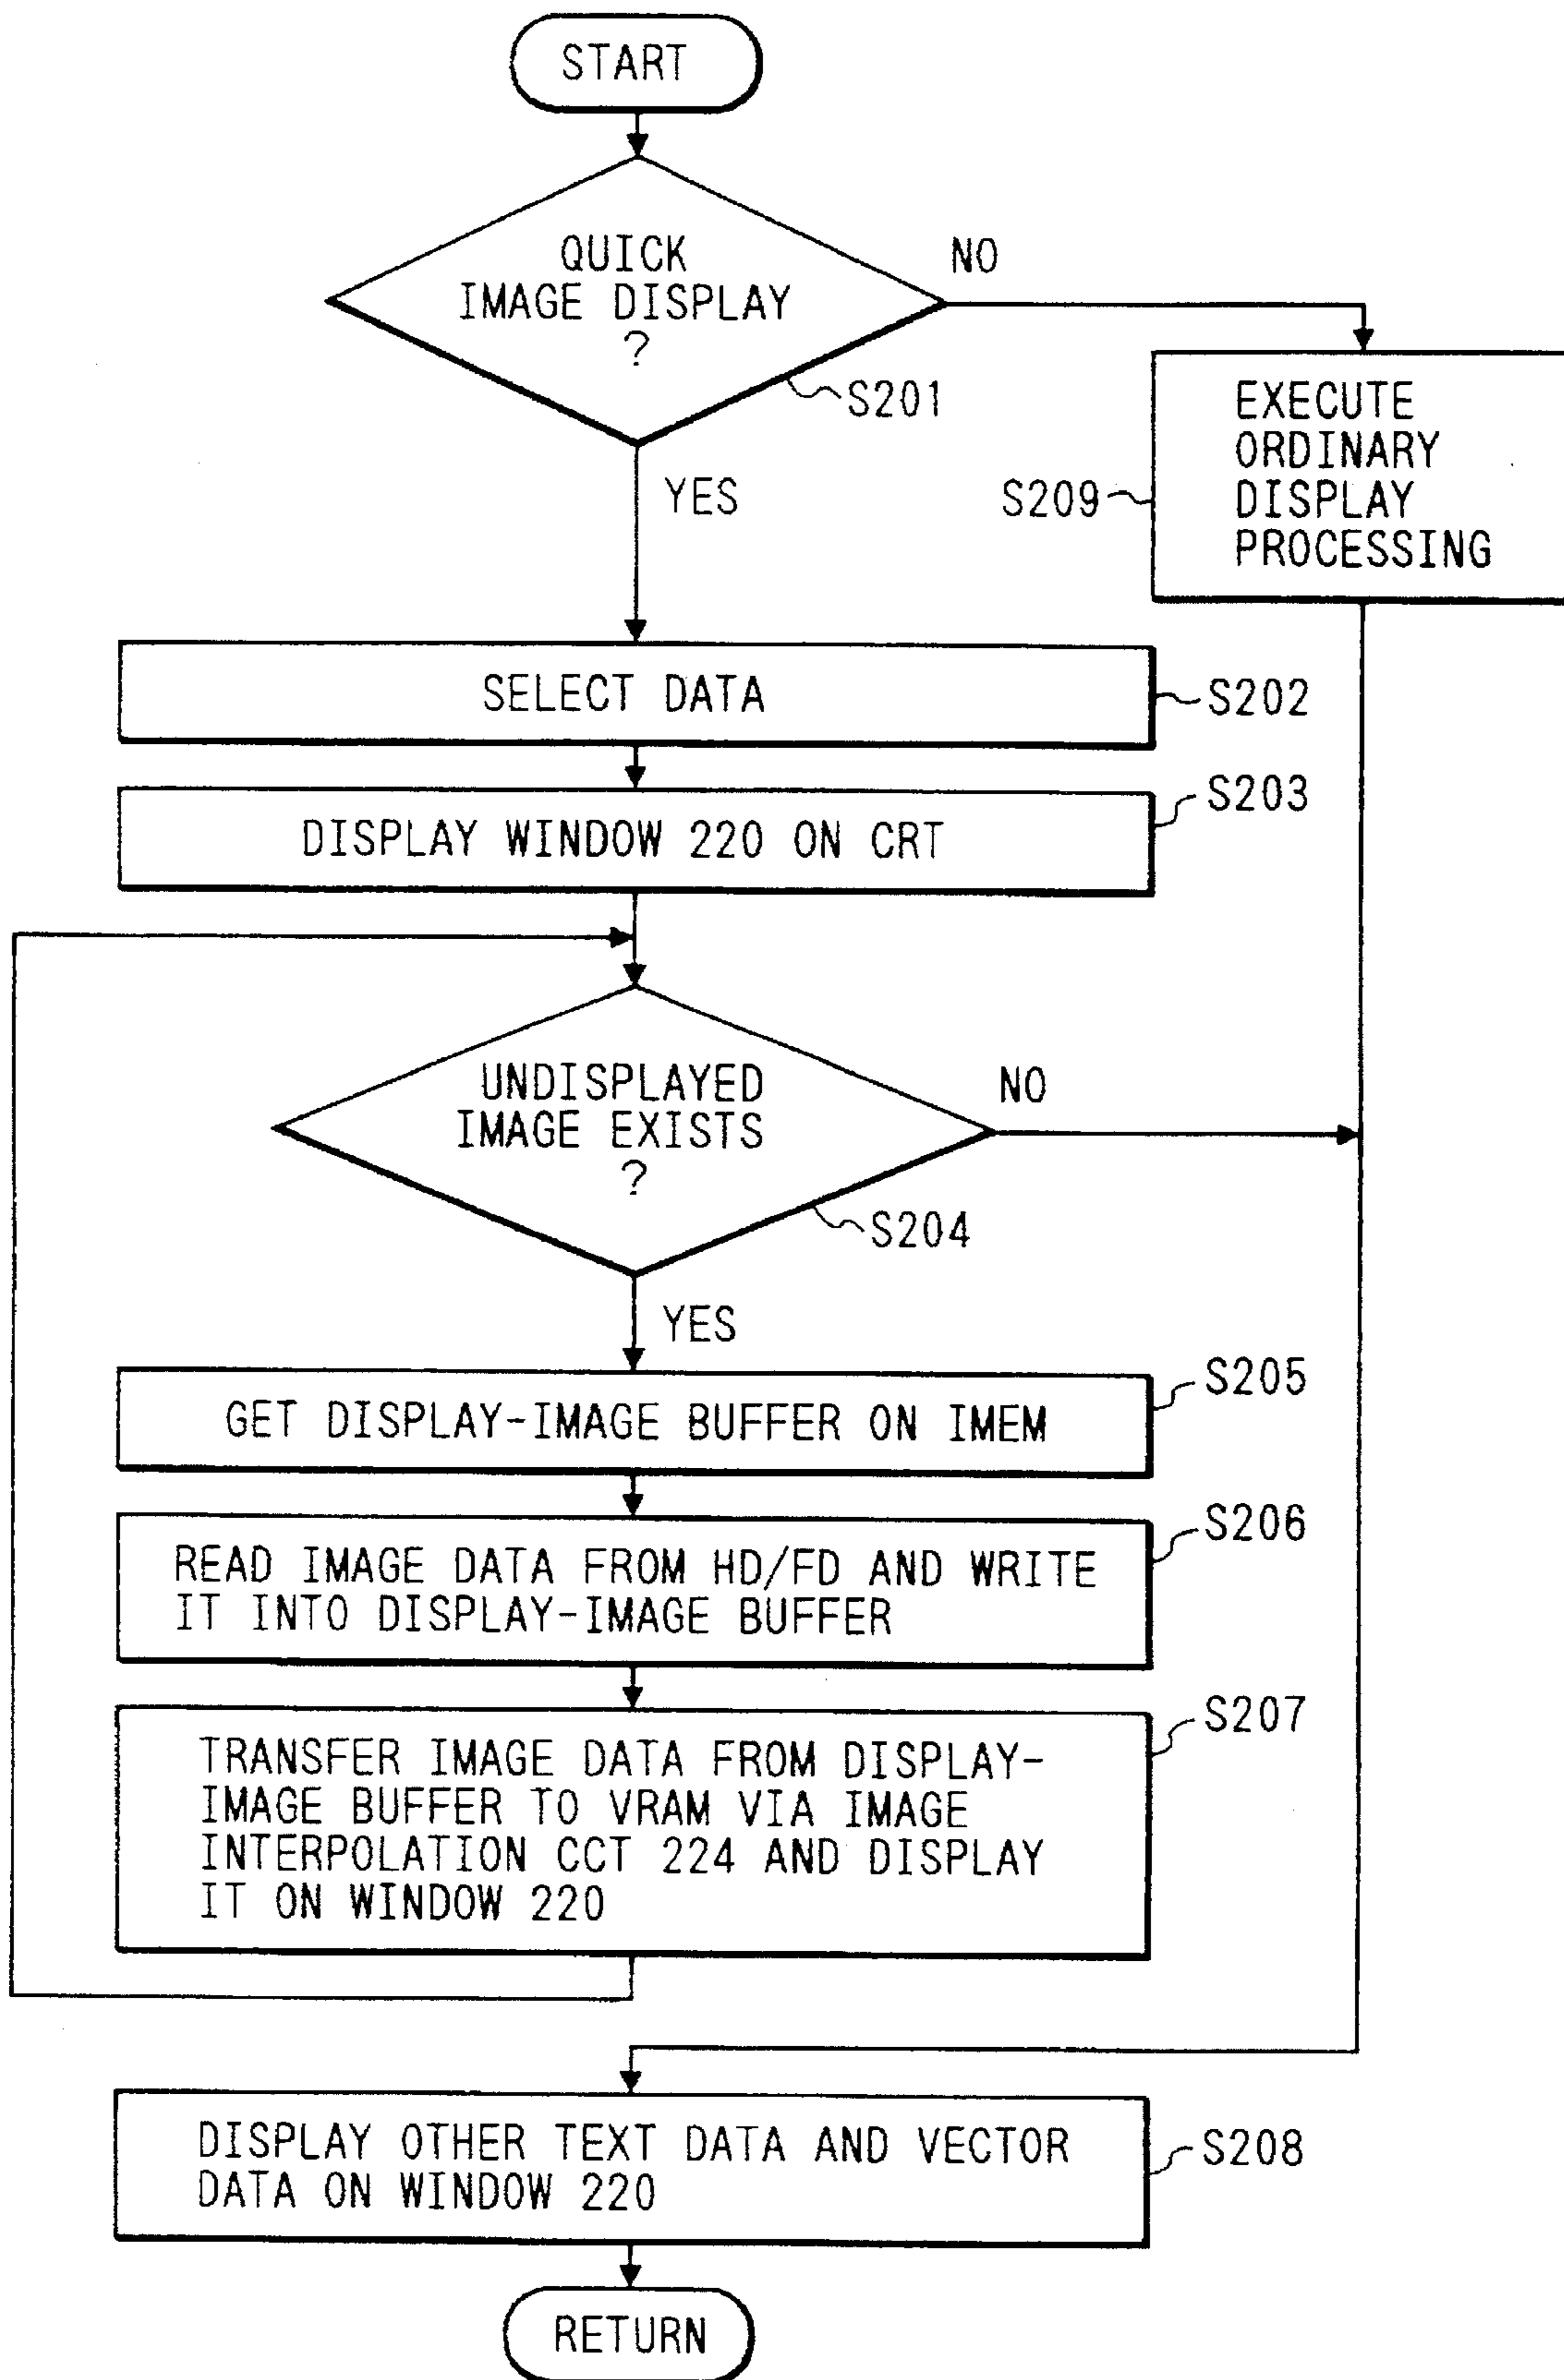 START
QUICK
IMAGE DISPLAY
?
NO
S201
YES
EXECUTE
ORDINARY
DISPLAY
PROCESSING
S209
SELECT DATA
S202
DISPLAY WINDOW 220 ON CRT
S203
UNDISPLAYED
IMAGE EXISTS
?
NO
S204
YES
GET DISPLAY-IMAGE BUFFER ON IMEM
S205
READ IMAGE DATA FROM HD/FD AND WRITE
IT INTO DISPLAY-IMAGE BUFFER
S206
TRANSFER IMAGE DATA FROM DISPLAY-
IMAGE BUFFER TO VRAM VIA IMAGE
INTERPOLATION CCT 224 AND DISPLAY
IT ON WINDOW 220
S207
DISPLAY OTHER TEXT DATA AND VECTOR
DATA ON WINDOW 220
S208
RETURN